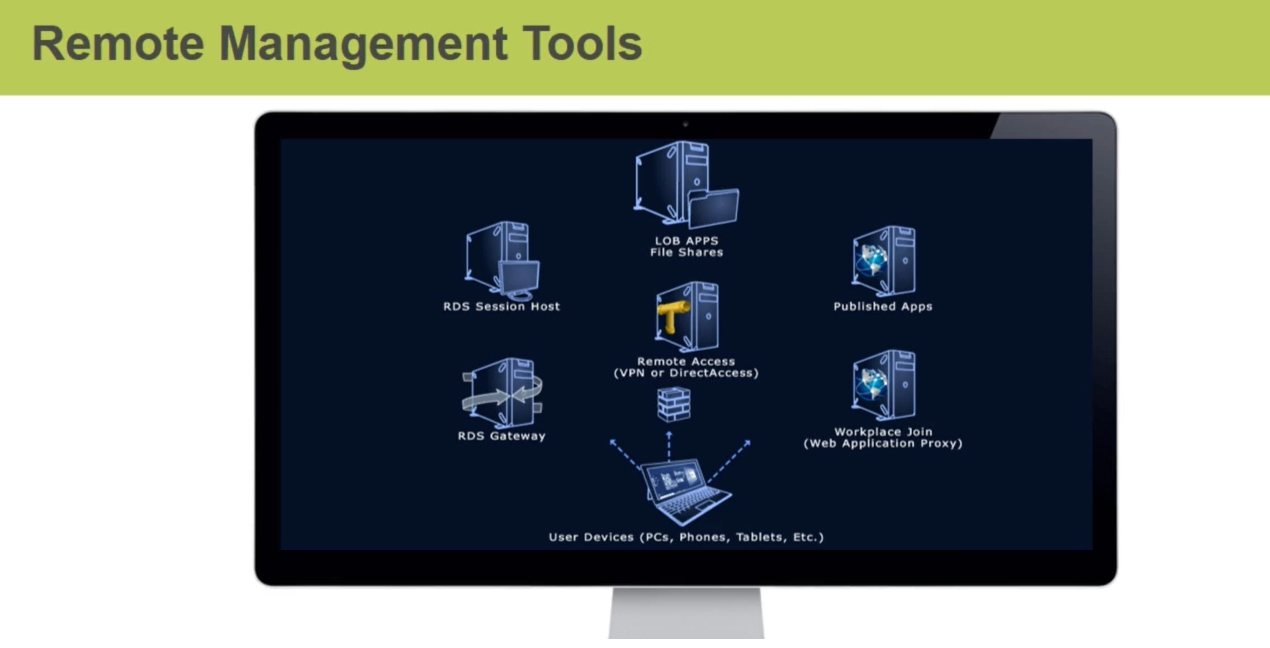 Remote Management Tools
LOB APPS
File Shares
RDS Session Host
Published Apps
Remote Access
(VPN or DirectAccess)
RDS Gateway
Workplace Join
(Web Application Proxy)
User Devices (PCs, Phones, Tablets, Etc.)